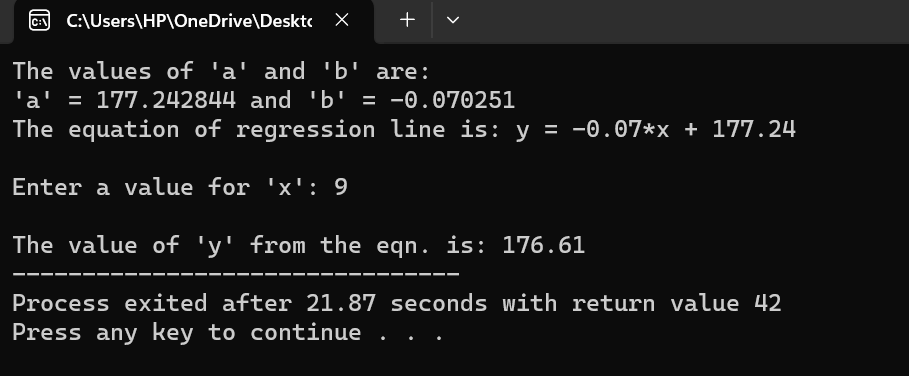 C:\Users\HP\OneDrive\Deskto
The values of 'a' and 'b' are:
'a' = 177.242844 and 'b' = -0.070251
The equation of regression line is: y = -0.07*x + 177.24
Enter a value for 'x': 9
The value of 'y' from the eqn. is: 176.61
--------------------------------
Process exited after 21.87 seconds with return value 42
Press any key to continue . . .